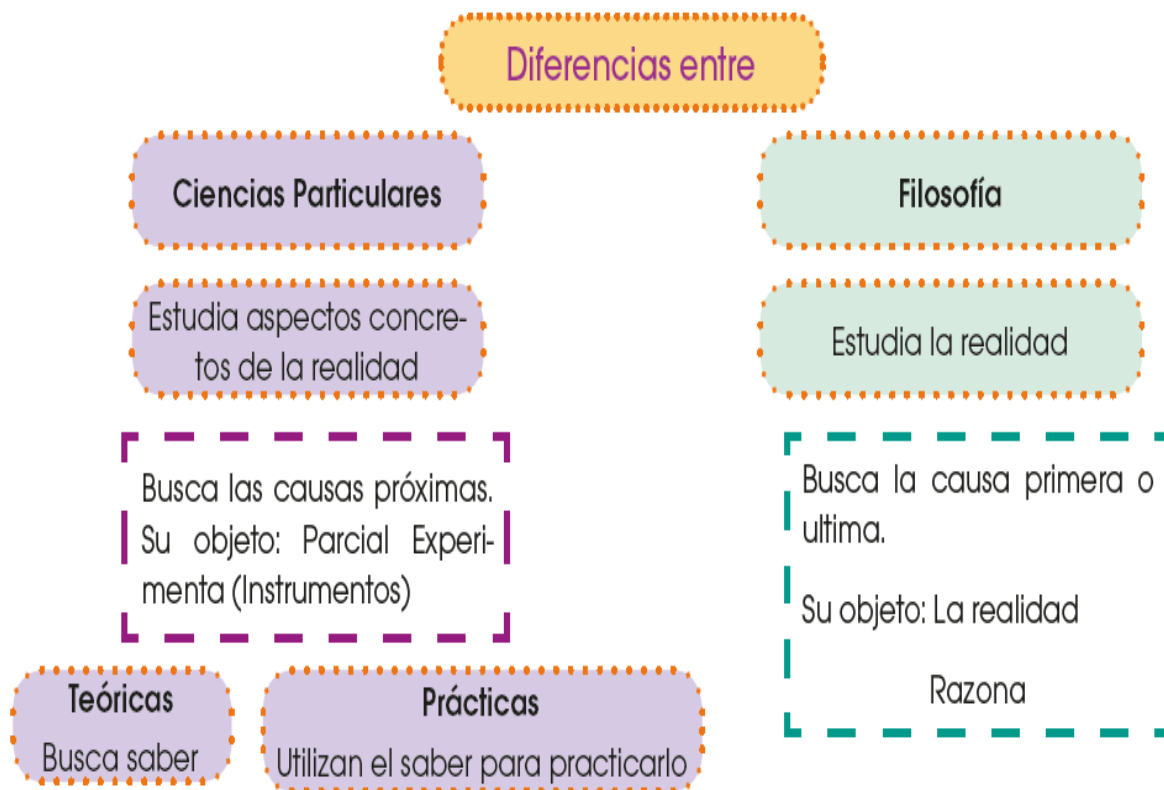 Diferencias entre
Ciencias Particulares
Estudia aspectos concre-
tos de la realidad
Busca las causas próximas.
Su objeto: Parcial Experi-
menta (Instrumentos)
Teóricas
Busca saber
Prácticas
Utilizan el saber para practicarlo
Filosofía
Estudia la realidad
Busca la causa primera o
ultima.
Su objeto: La realidad
Razona